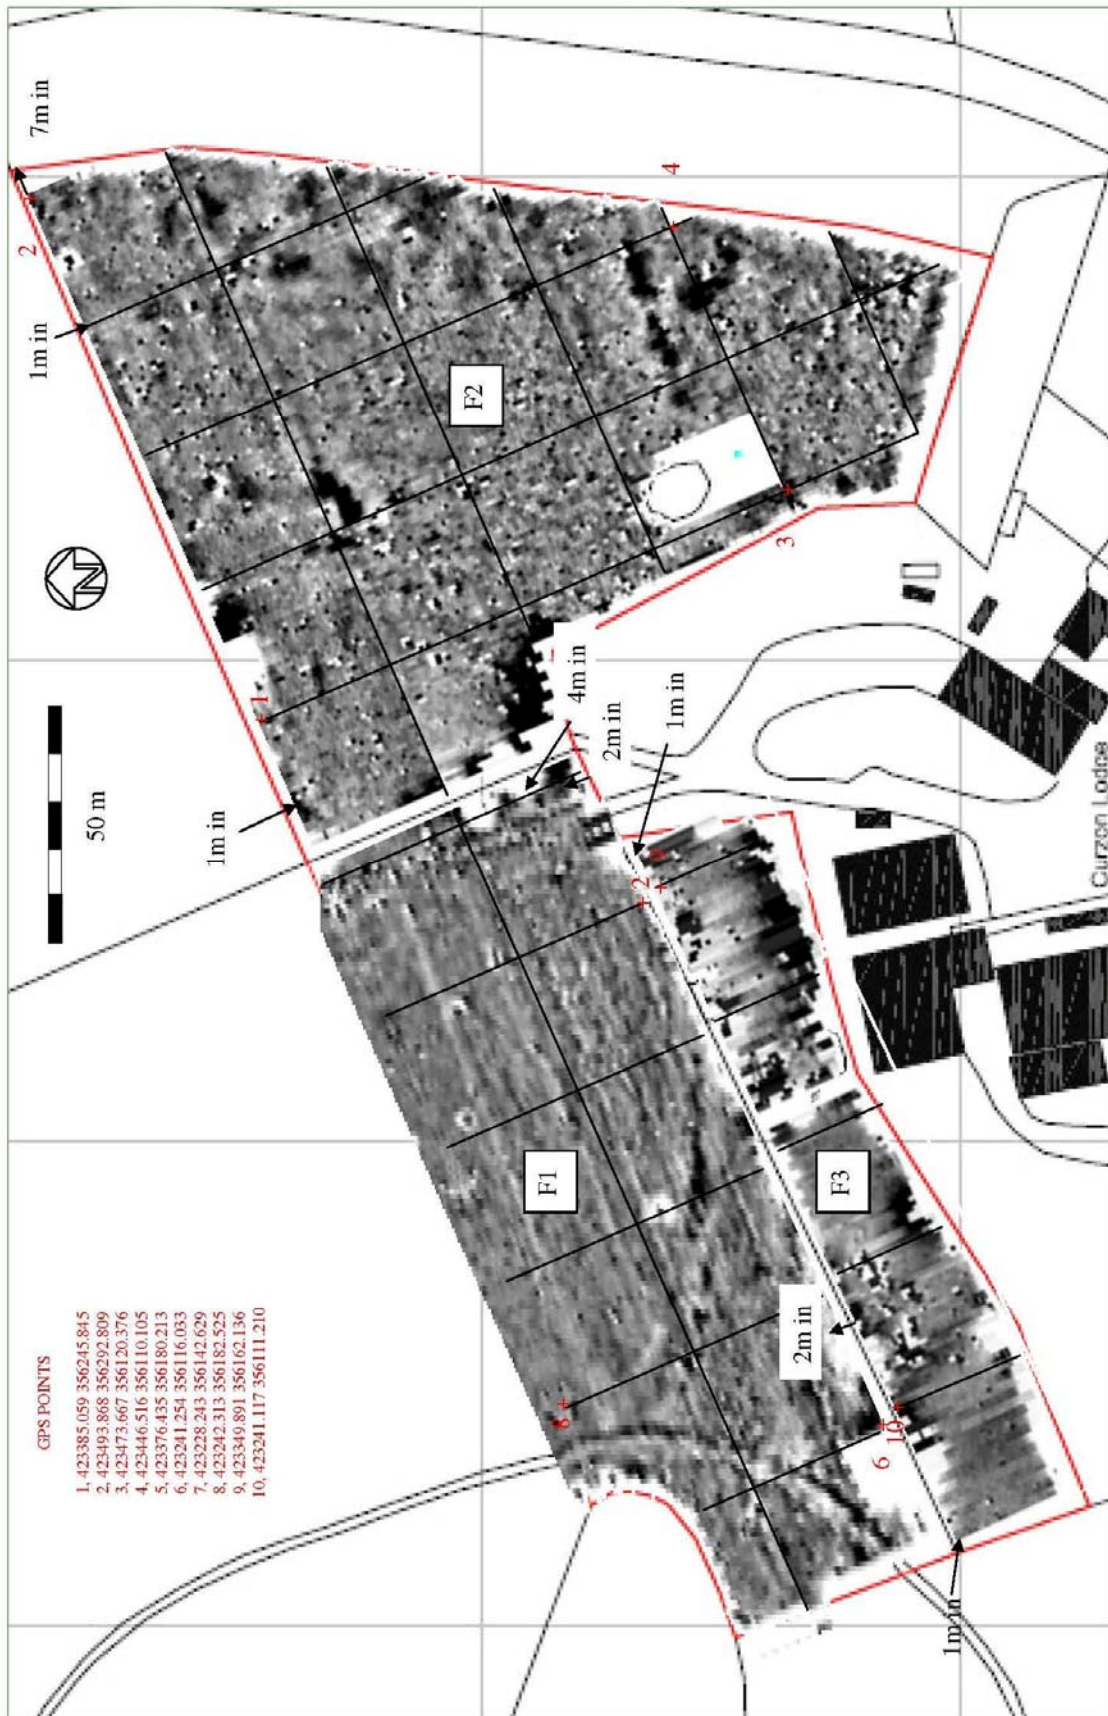 GPS POINTS
1, 423385.059 356245.845
2, 423493.868 356292.809
3, 423473.667 356120.376
4, 423446.516 356110.105
5, 423376.435 356180.213
6, 423241.254 356116.033
7, 423228.243 356142.629
8, 423242.313 356182.525
9, 423349.891 356162.136
10, 423241.117 356111.210
50 m
N
7m in
2
1m in
4
F2
1
3
1m in
4m in
2m in
1m in
2
9
F1
F3
2m in
8
6
10
1m in
Curzon Lodge